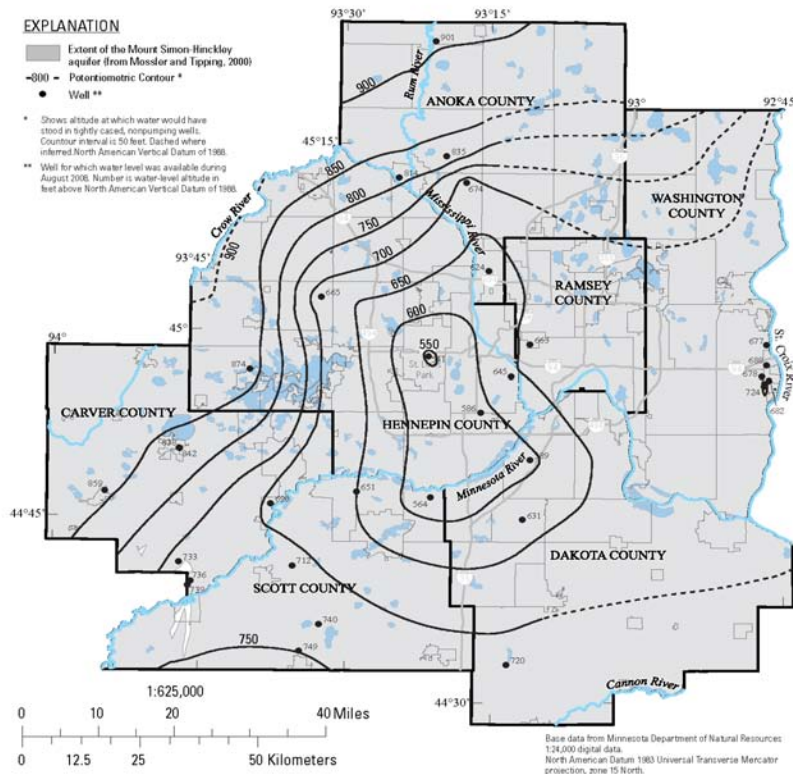 EXPLANATION
Extent of the Mount Simon-Hinckley
aquifer (from Mossler and Tipping, 2000)
-800 - Potentiometric Contour *
Well **
* Shows altitude at which water would have
stood in tightly cased, nonpumping wells.
Countour interval is 50 feet. Dashed where
inferred.North American Vertical Datum of 1988.
** Well for which water level was available during
August 2008. Number is water-level altitude in
feet above North American Vertical Datum of 1988.
93°30'
93°15'
93°
92°45'
45°15'
93°45'
45°
94°
44°45'
44°30'
901
900
Rum River
ANOKA COUNTY
835
814
674
850
800
750
700
650
600
550
Crow River
900
Mississippi River
WASHINGTON
COUNTY
624
RAMSEY
COUNTY
665
663
645
586
St. Croix River
677
688
678
724
682
874
St.
Park
CARVER COUNTY
842
859
HENNEPIN COUNTY
Minnesota River
651
564
631
DAKOTA COUNTY
733
736
739
712
SCOTT COUNTY
740
749
750
720
Cannon River
1:625,000
0 10 20 40 Miles
0 12.5 25 50 Kilometers
Base data from Minnesota Department of Natural Resources
1:24,000 digital data.
North American Datum 1983 Universal Transverse Mercator
projection, zone 15 North.